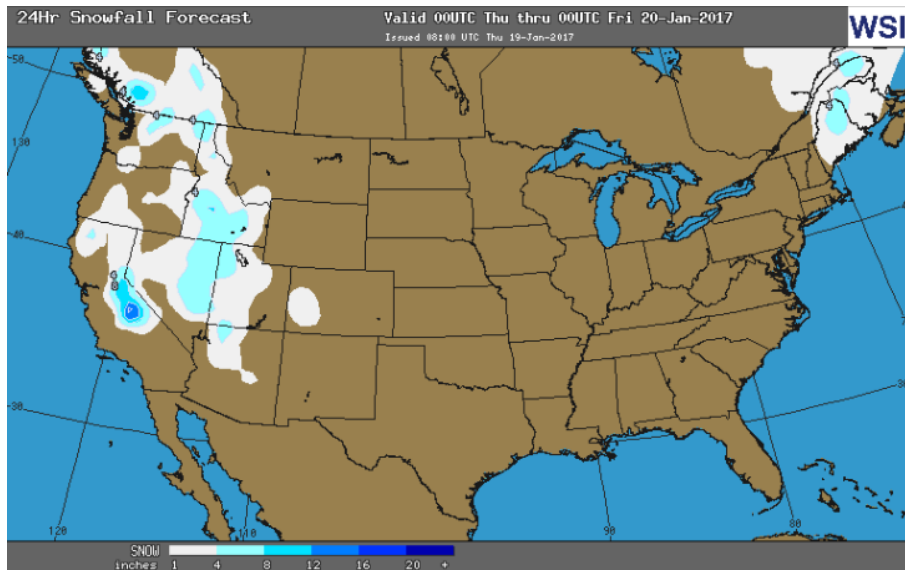 24Hr Snowfall Forecast
Valid 00UTC Thu thru 00UTC Fri 20-Jan-2017
Issued 08:00 UTC Thu 19-Jan-2017
WSI
50
130
40
30
120
110
90
80
SNOW
inches 1 4 8 12 16 20 +